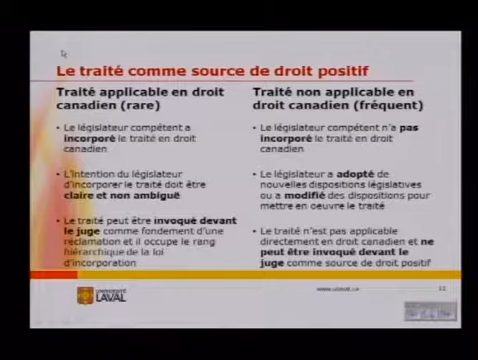 Le traité comme source de droit positif
Traité applicable en droit
canadien (rare)
• Le législateur compétent a
incorporé le traité en droit
canadien
• L'intention du législateur
d'incorporer le traité doit être
claire et non ambiguë
• Le traité peut être invoqué devant
le juge comme fondement d'une
réclamation et il occupe le rang
hiérarchique de la loi
d'incorporation
Traité non applicable en
droit canadien (fréquent)
• Le législateur compétent n'a pas
incorporé le traité en droit
canadien
• Le législateur a adopté de
nouvelles dispositions législatives
ou a modifié des dispositions pour
mettre en oeuvre le traité
• Le traité n'est pas applicable
directement en droit canadien et ne
peut être invoqué devant le
juge comme source de droit positif
UNIVERSITÉ
LAVAL
www.ulaval.ca